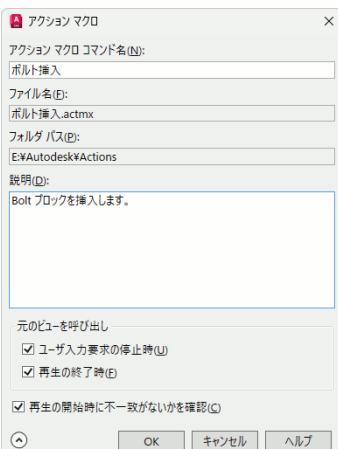 アクション マクロ
アクション マクロ コマンド名(N):
ボルト挿入
ファイル名(F):
ボルト挿入.actmx
フォルダ パス(P):
E:¥Autodesk¥Actions
説明(D):
Bolt ブロックを挿入します。
元のビューを呼び出し
ユーザ入力要求の停止時(U)
再生の終了時(E)
再生の開始時に不一致がないかを確認(C)
OK キャンセル ヘルプ